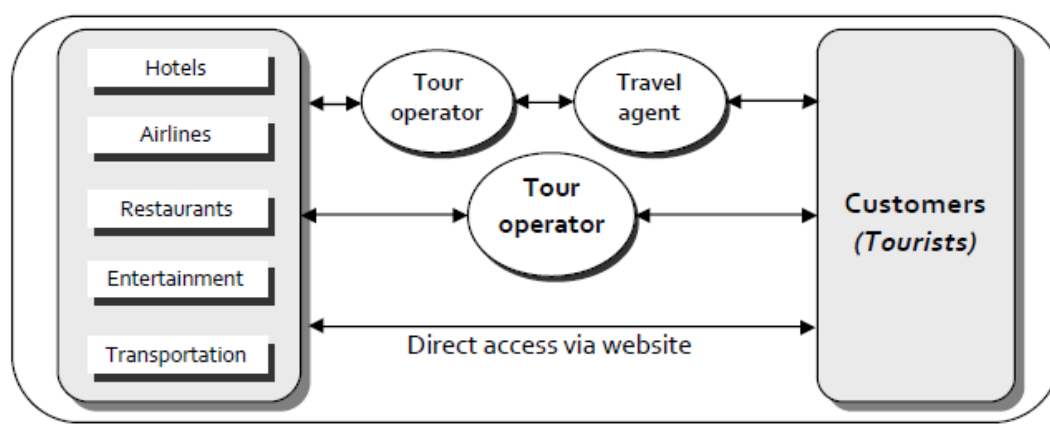 Hotels
Airlines
Restaurants
Entertainment
Transportation
Tour
operator
Travel
agent
Tour
operator
Direct access via website
Customers
(Tourists)